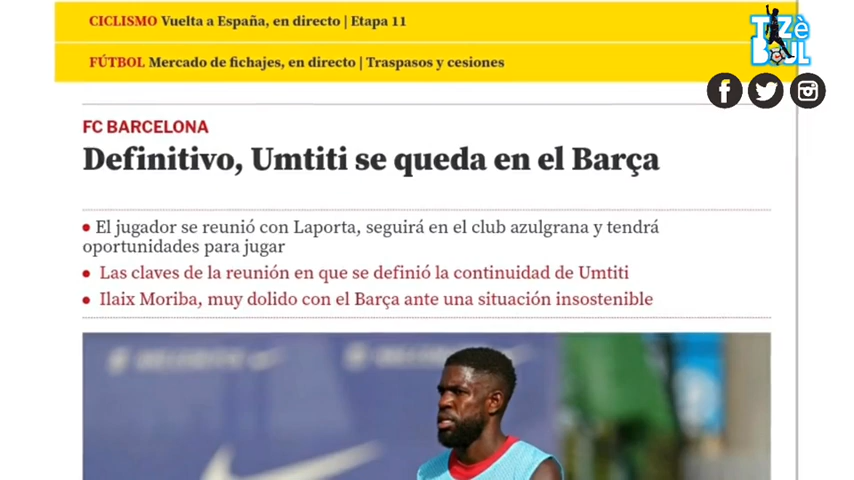 CICLISMO Vuelta a España, en directo | Etapa 11
TiZè
BOUL
FÚTBOL Mercado de fichajes, en directo | Traspasos y cesiones
FC BARCELONA
Definitivo, Umtiti se queda en el Barça
• El jugador se reunió con Laporta, seguirá en el club azulgrana y tendrá
oportunidades para jugar
• Las claves de la reunión en que se definió la continuidad de Umtiti
• Ilaix Moriba, muy dolido con el Barça ante una situación insostenible